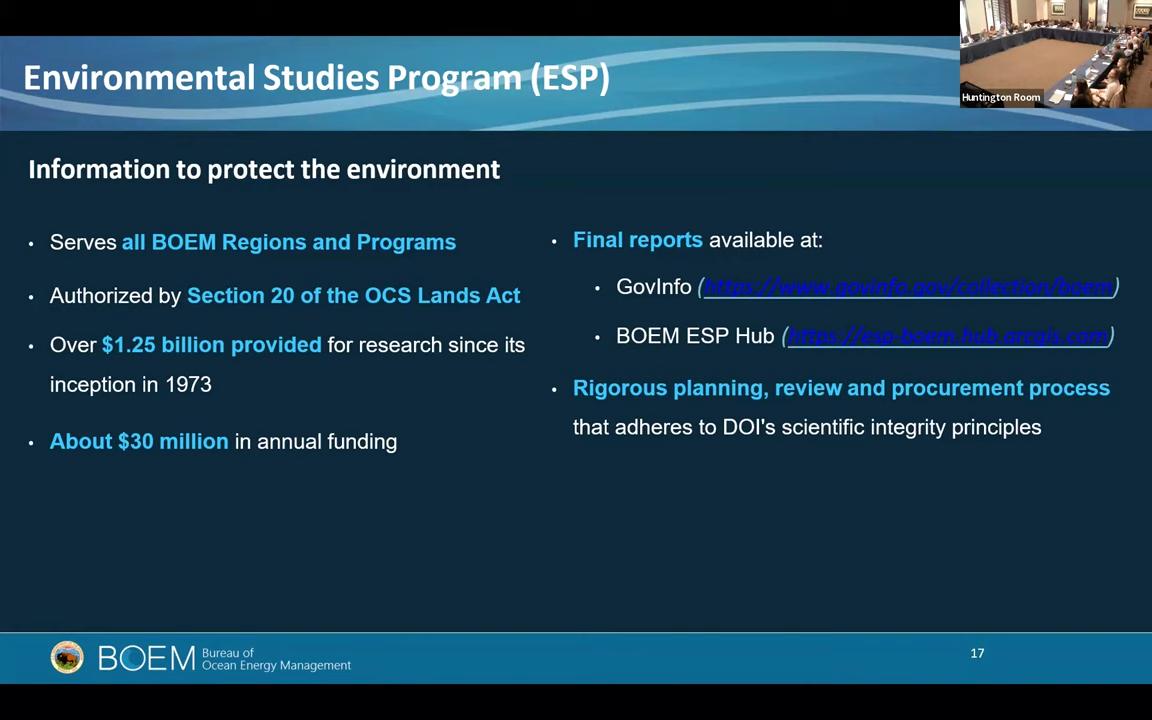 Environmental Studies Program (ESP)
Huntington Room
Information to protect the environment
• Serves all BOEM Regions and Programs
• Authorized by Section 20 of the OCS Lands Act
• Over $1.25 billion provided for research since its
inception in 1973
• About $30 million in annual funding
• Final reports available at:
• GovInfo (https://www.govinfo.gov/collection/boem)
• BOEM ESP Hub (https://esp-boem.hub.arcgis.com)
• Rigorous planning, review and procurement process
that adheres to DOI's scientific integrity principles
BOEM
Bureau of
Ocean Energy Management
17